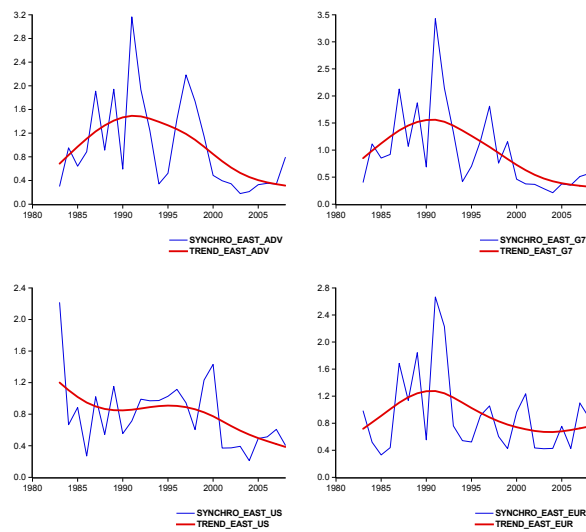 3.2
2.8
2.4
2.0
1.6
1.2
0.8
0.4
0.0
1980 1985 1990 1995 2000 2005
SYNCHRO_EAST_ADV
TREND_EAST_ADV
3.5
3.0
2.5
2.0
1.5
1.0
0.5
0.0
1980 1985 1990 1995 2000 2005
SYNCHRO_EAST_G7
TREND_EAST_G7
2.4
2.0
1.6
1.2
0.8
0.4
0.0
1980 1985 1990 1995 2000 2005
SYNCHRO_EAST_US
TREND_EAST_US
2.8
2.4
2.0
1.6
1.2
0.8
0.4
0.0
1980 1985 1990 1995 2000 2005
SYNCHRO_EAST_EUR
TREND_EAST_EUR